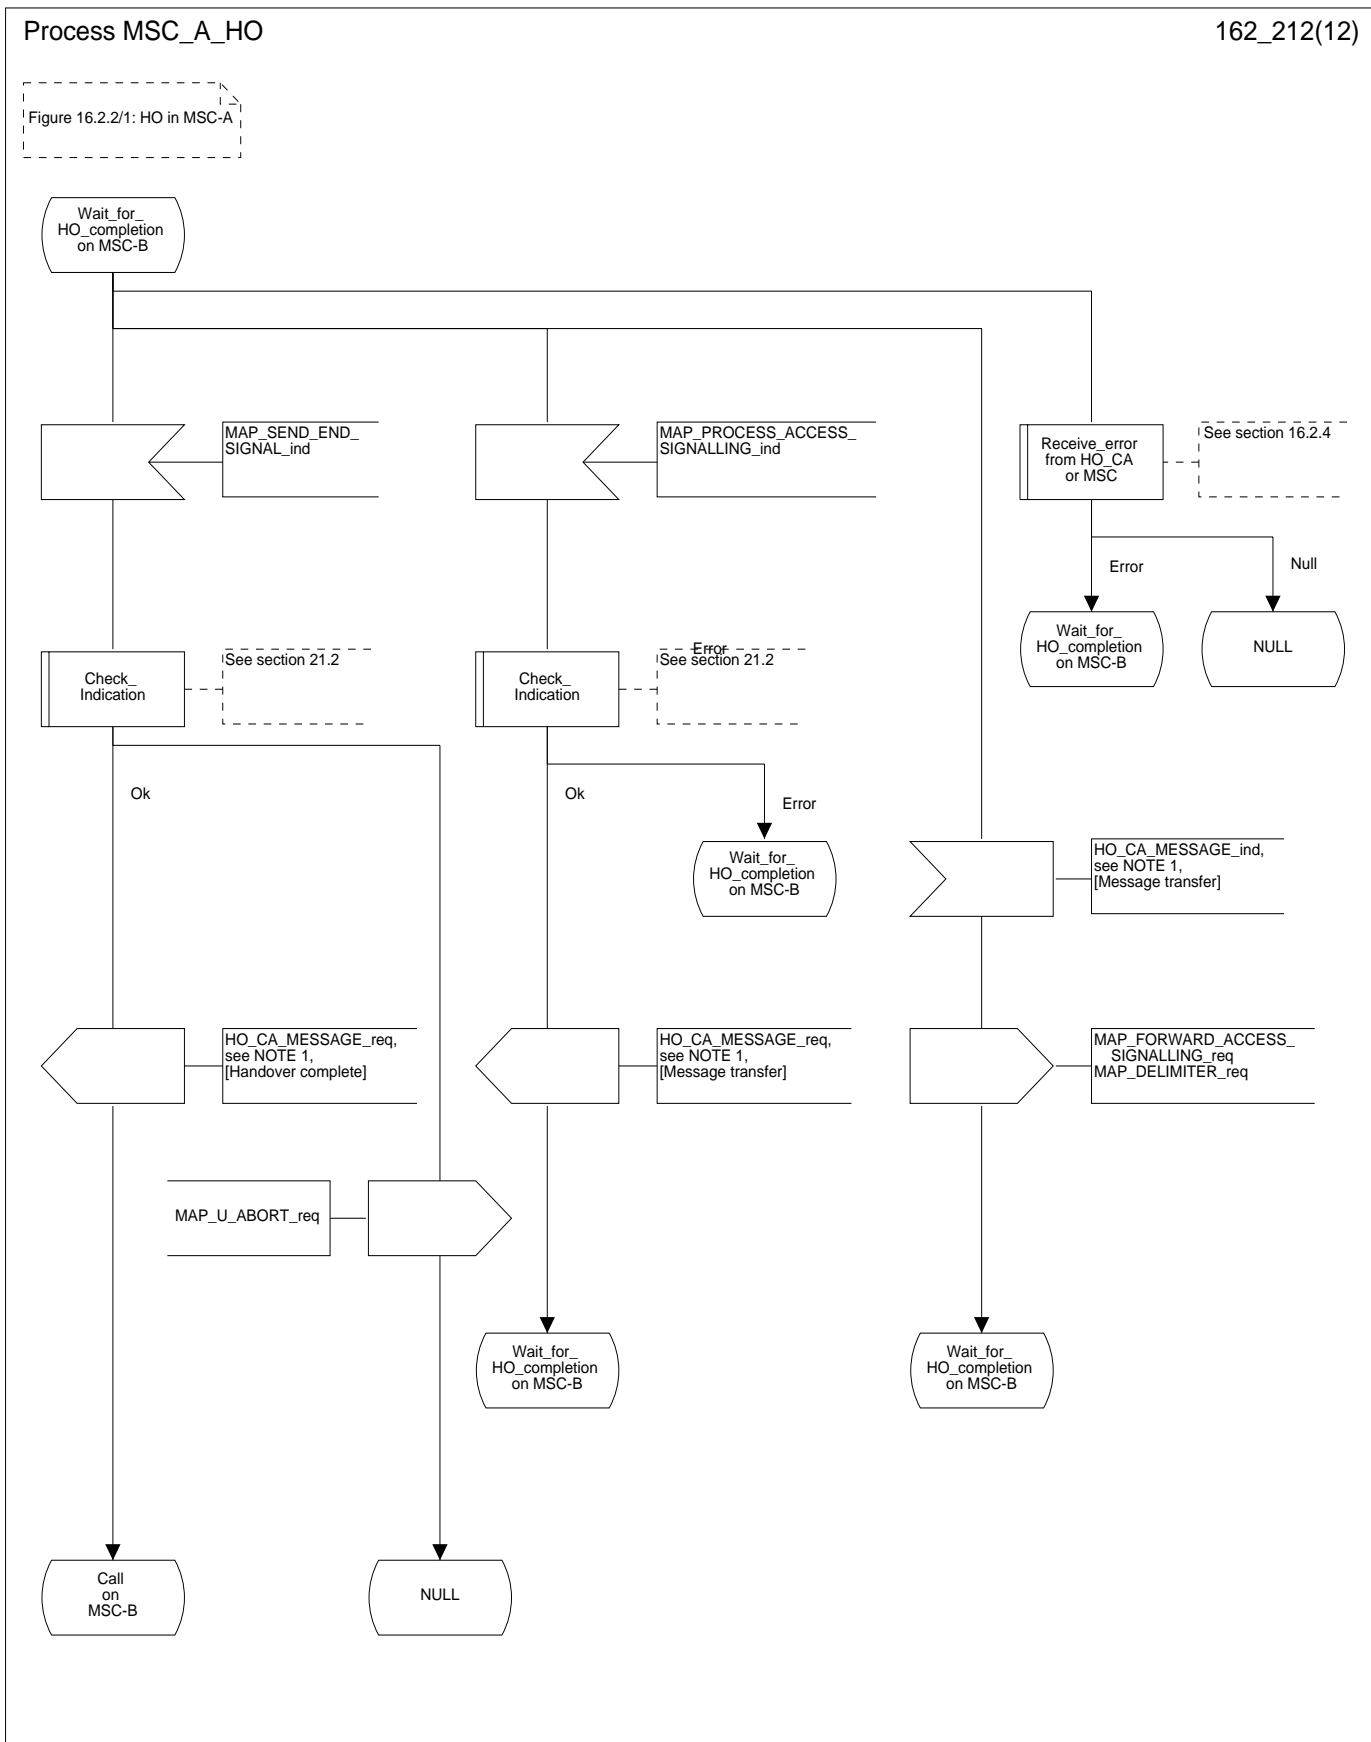 Process MSC_A_HO
162_212(12)
Figure 16.2.2/1: HO in MSC-A
Wait_for_
HO_completion
on MSC-B
MAP_SEND_END_
SIGNAL_ind
MAP_PROCESS_ACCESS_
SIGNALLING_ind
Receive_error
from HO_CA
or MSC
See section 16.2.4
Error
Null
Wait_for_
HO_completion
on MSC-B
NULL
Check_
Indication
See section 21.2
Check_
Indication
Error
See section 21.2
Ok
Ok
Error
Wait_for_
HO_completion
on MSC-B
HO_CA_MESSAGE_ind,
see NOTE 1,
[Message transfer]
HO_CA_MESSAGE_req,
see NOTE 1,
[Handover complete]
HO_CA_MESSAGE_req,
see NOTE 1,
[Message transfer]
MAP_FORWARD_ACCESS_
SIGNALLING_req
MAP_DELIMITER_req
MAP_U_ABORT_req
Wait_for_
HO_completion
on MSC-B
Wait_for_
HO_completion
on MSC-B
Call
on
MSC-B
NULL